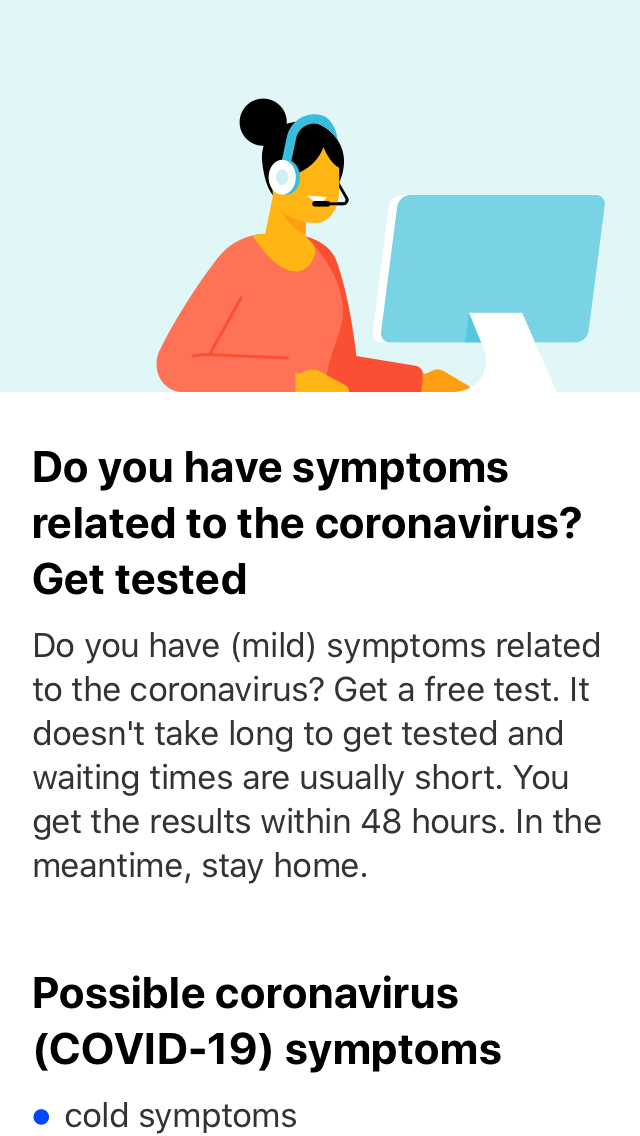 Do you have symptoms
related to the coronavirus?
Get tested
Do you have (mild) symptoms related
to the coronavirus? Get a free test. It
doesn't take long to get tested and
waiting times are usually short. You
get the results within 48 hours. In the
meantime, stay home.
Possible coronavirus
(COVID-19) symptoms
cold symptoms